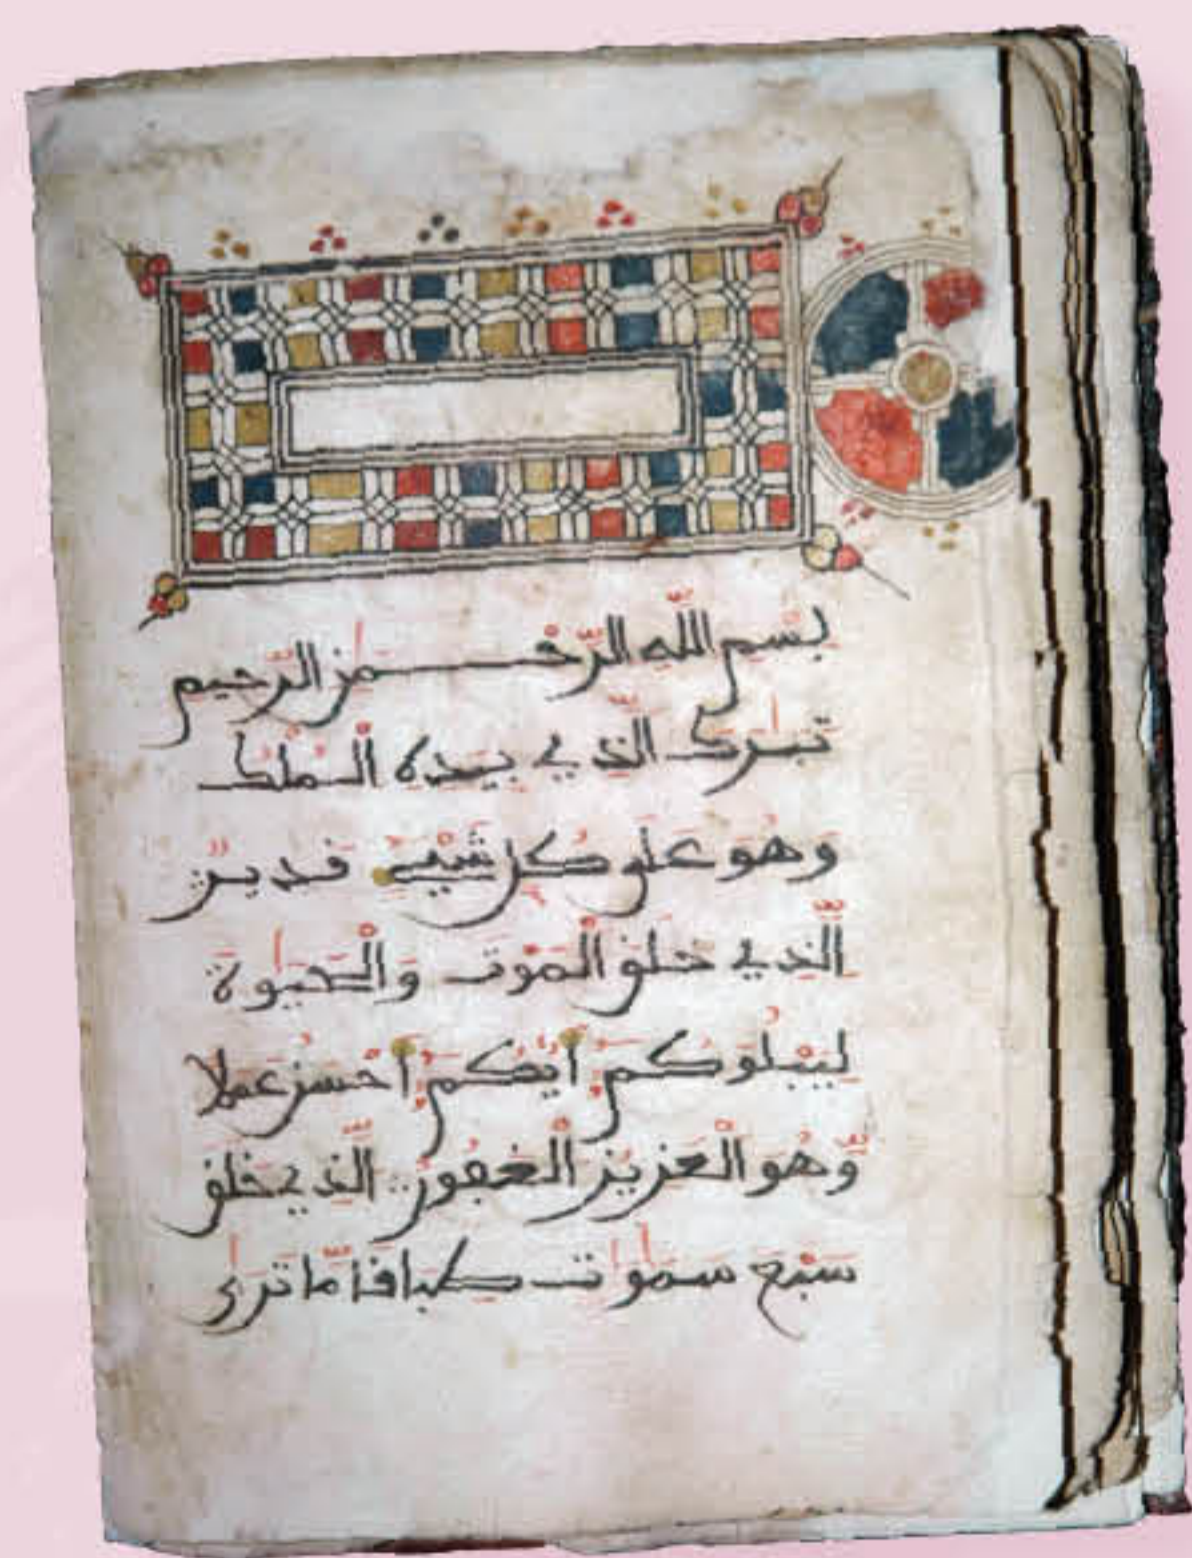 بسم الله الرحمن الرحيم
تبرك الذي بيده الملك
وهو على كل شيء قدير
الذي خلق الموت والحيوة
ليبلوكم أيكم أحسن عملا
وهو العزيز الغفور الذي خلق
سبع سموات طباقا ما ترى